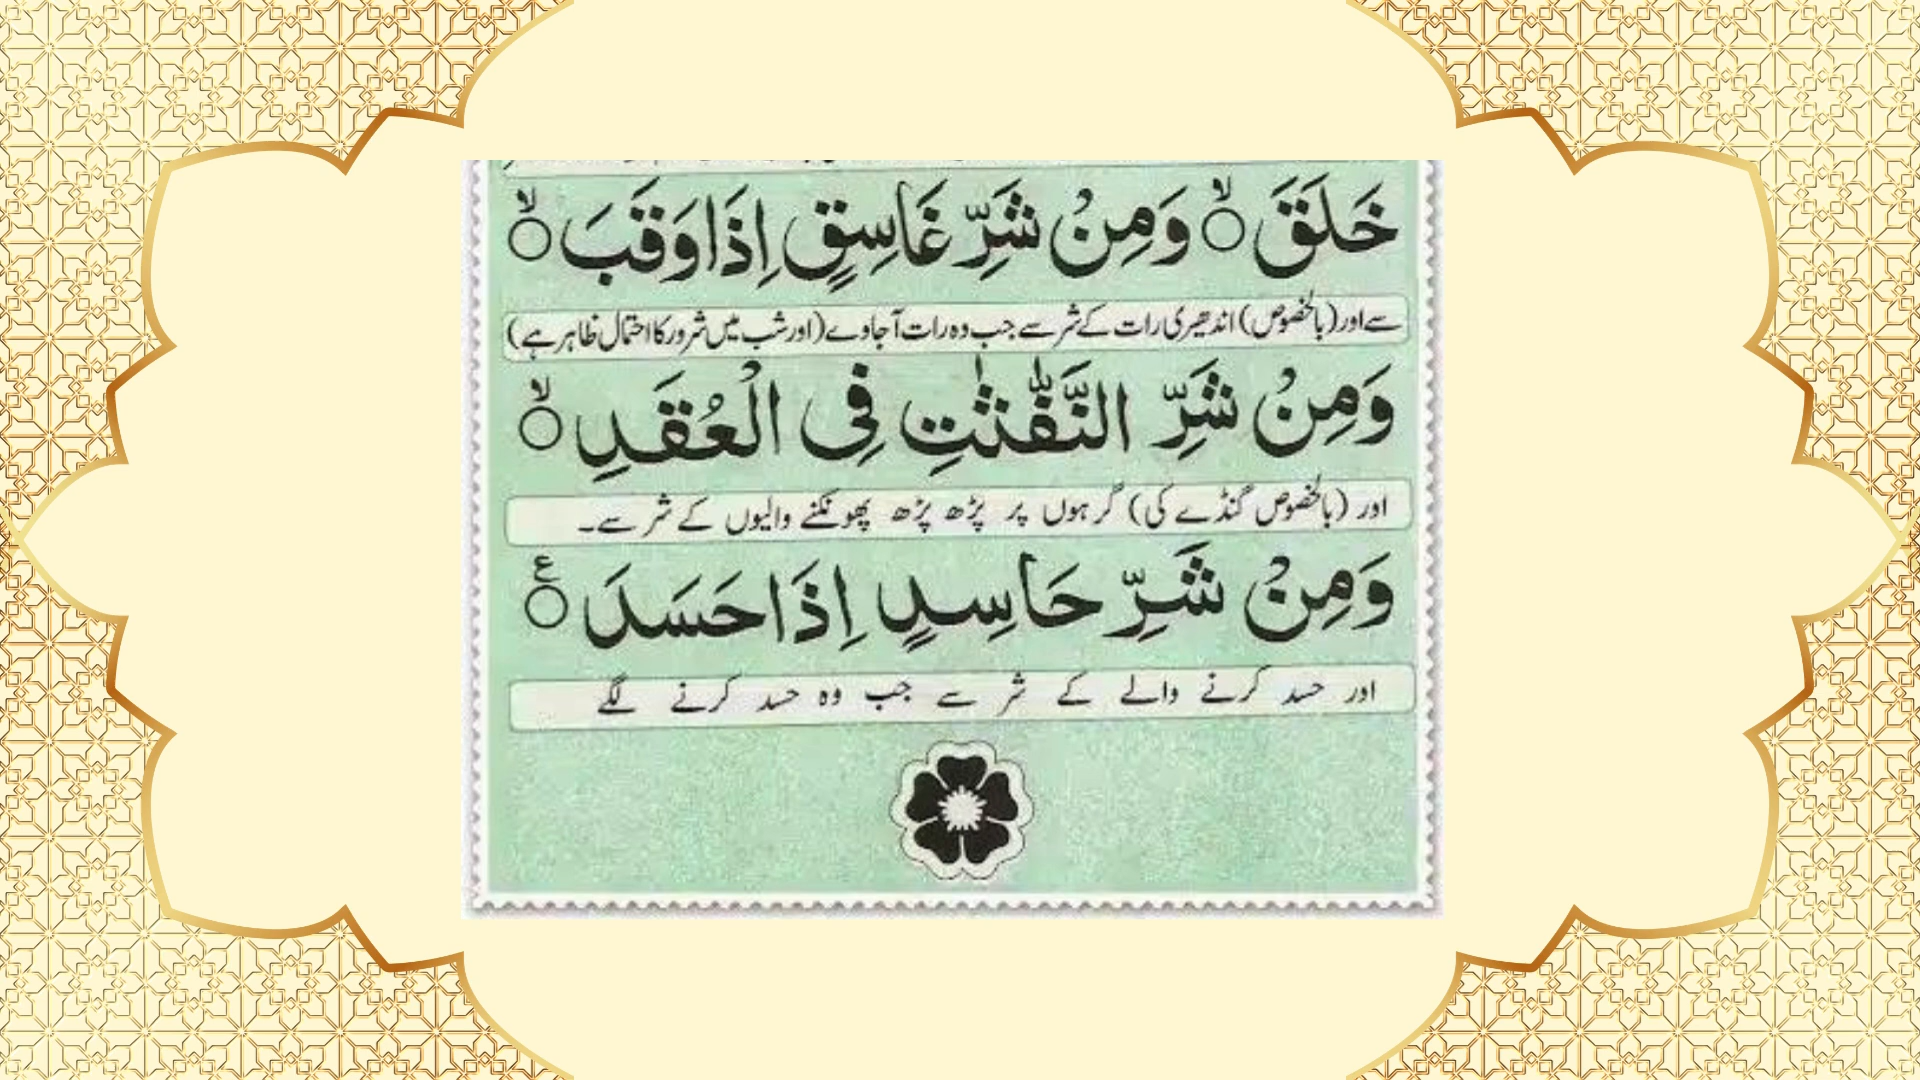 خَلَقَ ۙ وَمِنْ شَرِّ غَاسِقٍ اِذَا وَقَبَ ۙ
سے اور (بالخصوص) اندھیری رات کے شر سے جب وہ رات آجاوے (اور شب میں شرور کا احتمال ظاہر ہے)
وَمِنْ شَرِّ النَّفّٰثٰتِ فِى الْعُقَدِ ۙ
اور (بالخصوص گنڈے کی) گرہوں پر پڑھ پڑھ پھونکنے والیوں کے شر سے۔
وَمِنْ شَرِّ حَاسِدٍ اِذَا حَسَدَ ۠ ع
اور حسد کرنے والے کے شر سے جب وہ حسد کرنے لگے